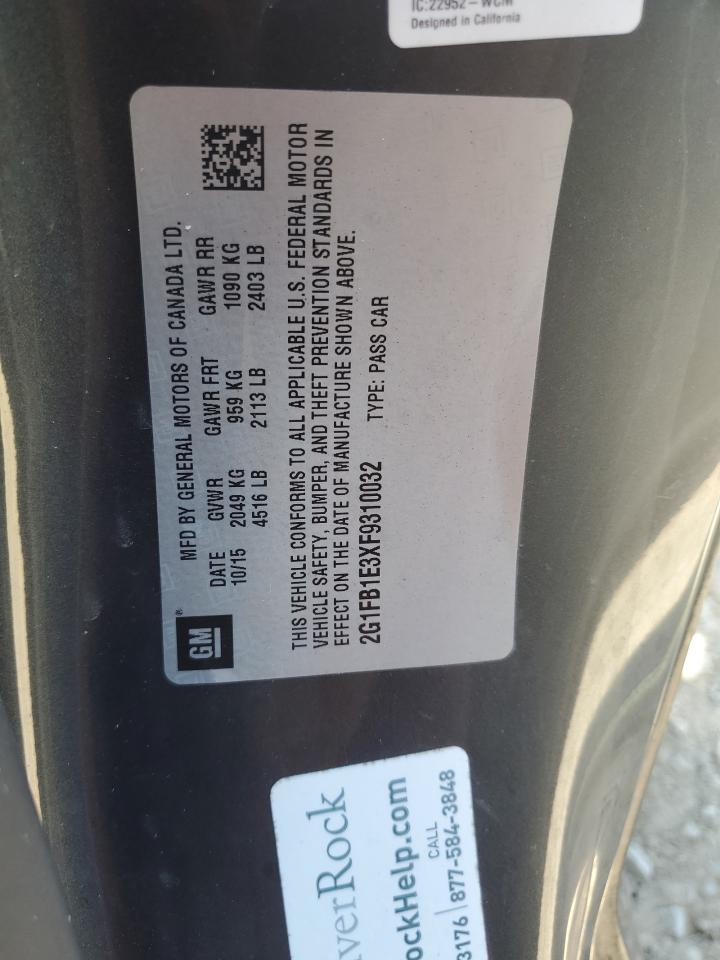 IC:22952-WCM
Designed in California
MFD BY GENERAL MOTORS OF CANADA LTD.
DATE GVWR GAWR FRT GAWR RR
10/15 2049 KG 959 KG 1090 KG
4516 LB 2113 LB 2403 LB
GM®
THIS VEHICLE CONFORMS TO ALL APPLICABLE U.S. FEDERAL MOTOR
VEHICLE SAFETY, BUMPER, AND THEFT PREVENTION STANDARDS IN
EFFECT ON THE DATE OF MANUFACTURE SHOWN ABOVE.
2G1FB1E3XF9310032 TYPE: PASS CAR
verRock
ockHelp.com
CALL
3176 | 877-584-3848